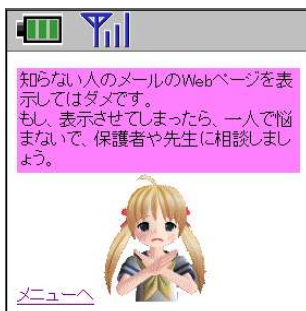 知らない人のメールのWebページを表
示してはダメです。
もし、表示させてしまったら、一人で悩
まないで、保護者や先生に相談しまし
ょう。
メニューへ